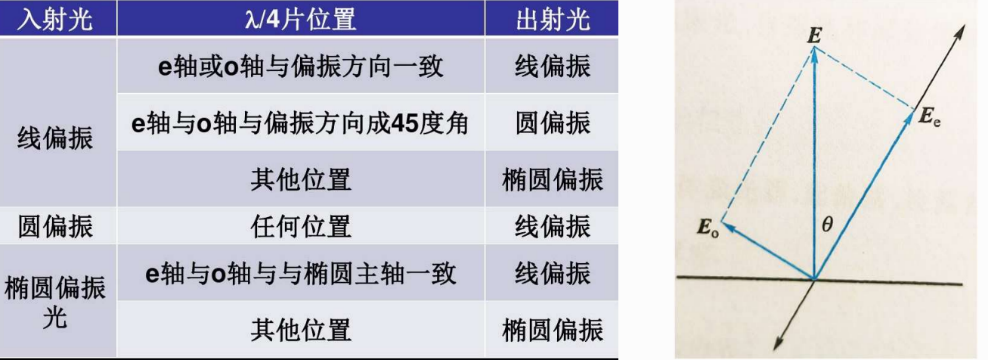 入射光 λ/4片位置 出射光
线偏振 e轴或o轴与偏振方向一致 线偏振
e轴与o轴与偏振方向成45度角 圆偏振
其他位置 椭圆偏振
圆偏振 任何位置 线偏振
椭圆偏振光 e轴与o轴与与椭圆主轴一致 线偏振
其他位置 椭圆偏振
E
Ee
Eo
θ